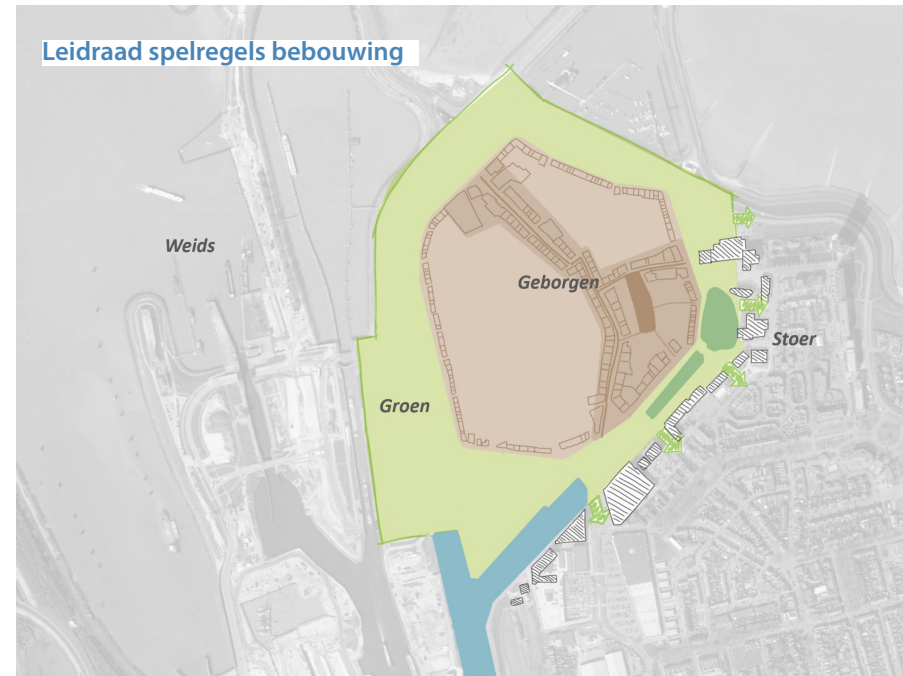 Leidraad spelregels bebouwing
Weids
Geborgen
Stoer
Groen